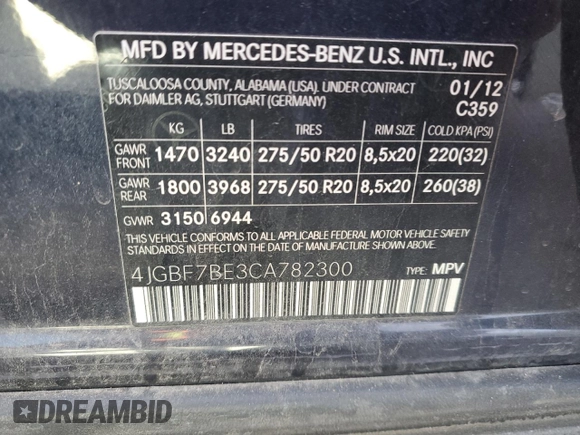 MFD BY MERCEDES-BENZ U.S. INTL., INC
TUSCALOOSA COUNTY, ALABAMA (USA). UNDER CONTRACT 01/12
FOR DAIMLER AG, STUTTGART (GERMANY) C359
KG LB TIRES RIM SIZE COLD KPA (PSI)
GAWR FRONT 1470 3240 275/50 R20 8,5x20 220(32)
GAWR REAR 1800 3968 275/50 R20 8,5x20 260(38)
GVWR 3150 6944
THIS VEHICLE CONFORMS TO ALL APPLICABLE FEDERAL MOTOR VEHICLE SAFETY
STANDARDS IN EFFECT ON THE DATE OF MANUFACTURE SHOWN ABOVE.
4JGBF7BE3CA782300 TYPE: MPV
DREAMBID